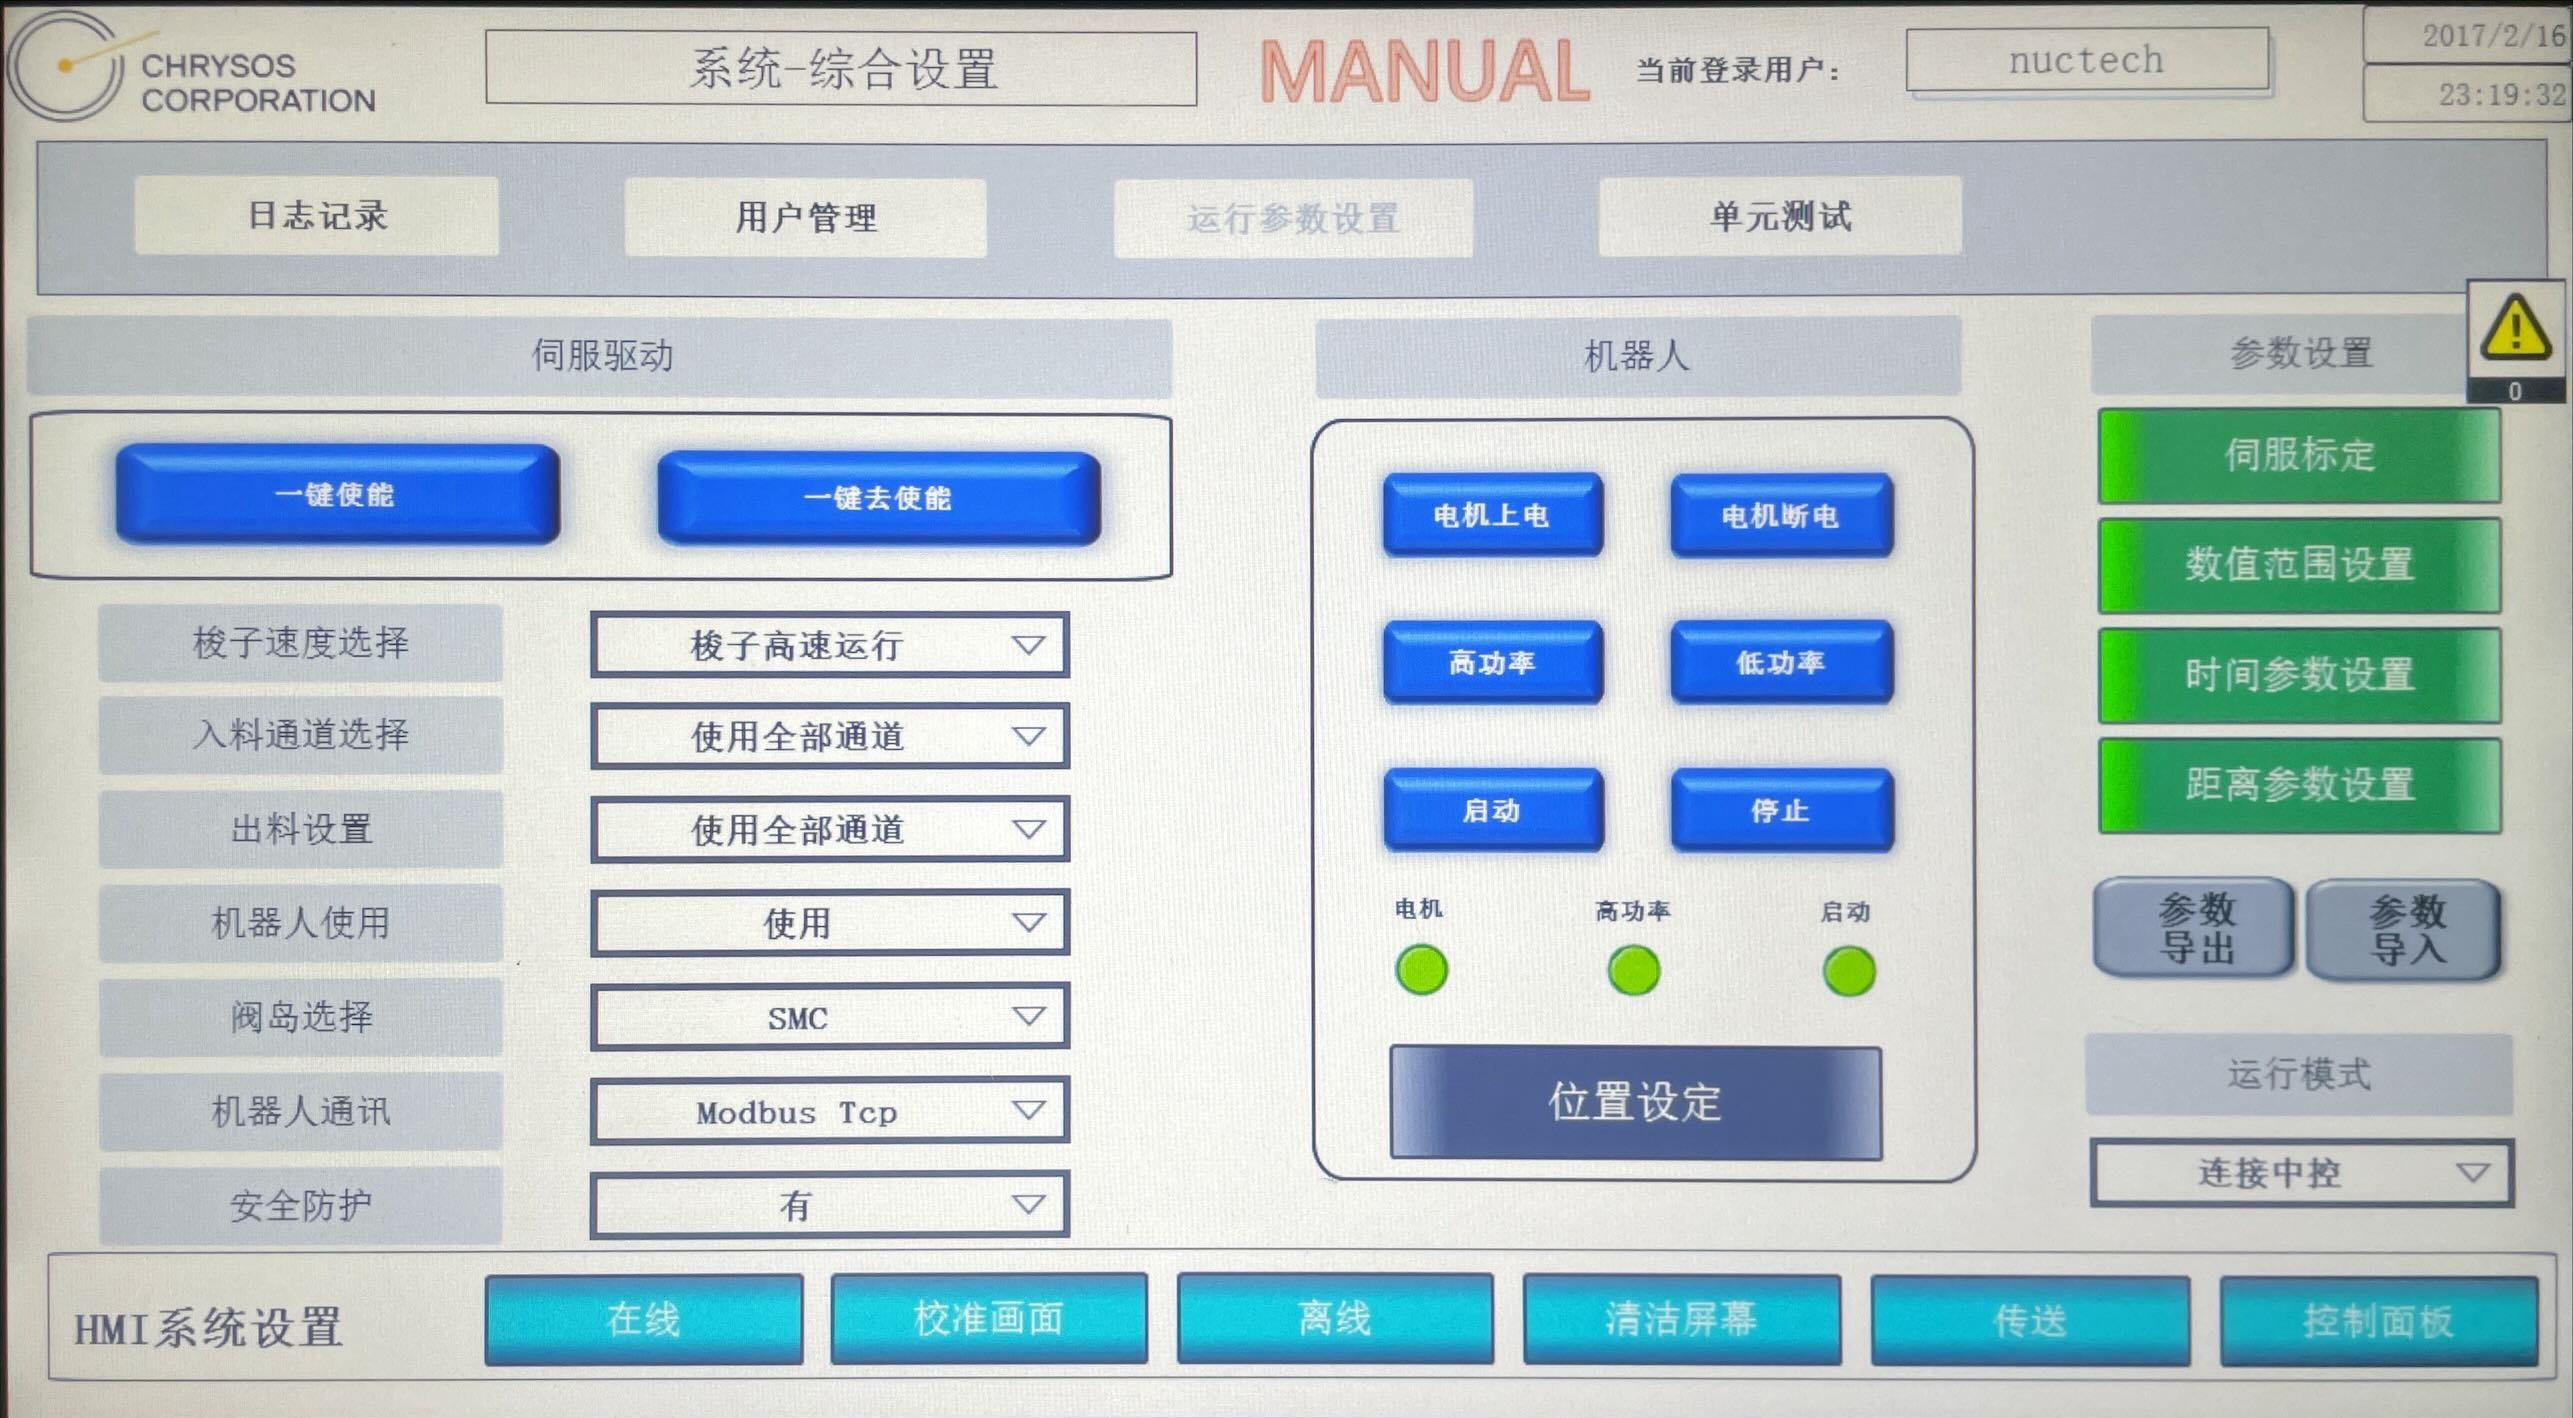 CHRYSOS
CORPORATION
系统-综合设置
MANUAL
当前登录用户:
nuctech
2017/2/16
23:19:32
日志记录
用户管理
运行参数设置
单元测试
伺服驱动
机器人
参数设置
0
一键使能
一键去使能
梭子速度选择
梭子高速运行
入料通道选择
使用全部通道
出料设置
使用全部通道
机器人使用
使用
阀岛选择
SMC
机器人通讯
Modbus Tcp
安全防护
有
电机上电
电机断电
高功率
低功率
启动
停止
电机
高功率
启动
位置设定
伺服标定
数值范围设置
时间参数设置
距离参数设置
参数
导出
参数
导入
运行模式
连接中控
HMI系统设置
在线
校准画面
离线
清洁屏幕
传送
控制面板